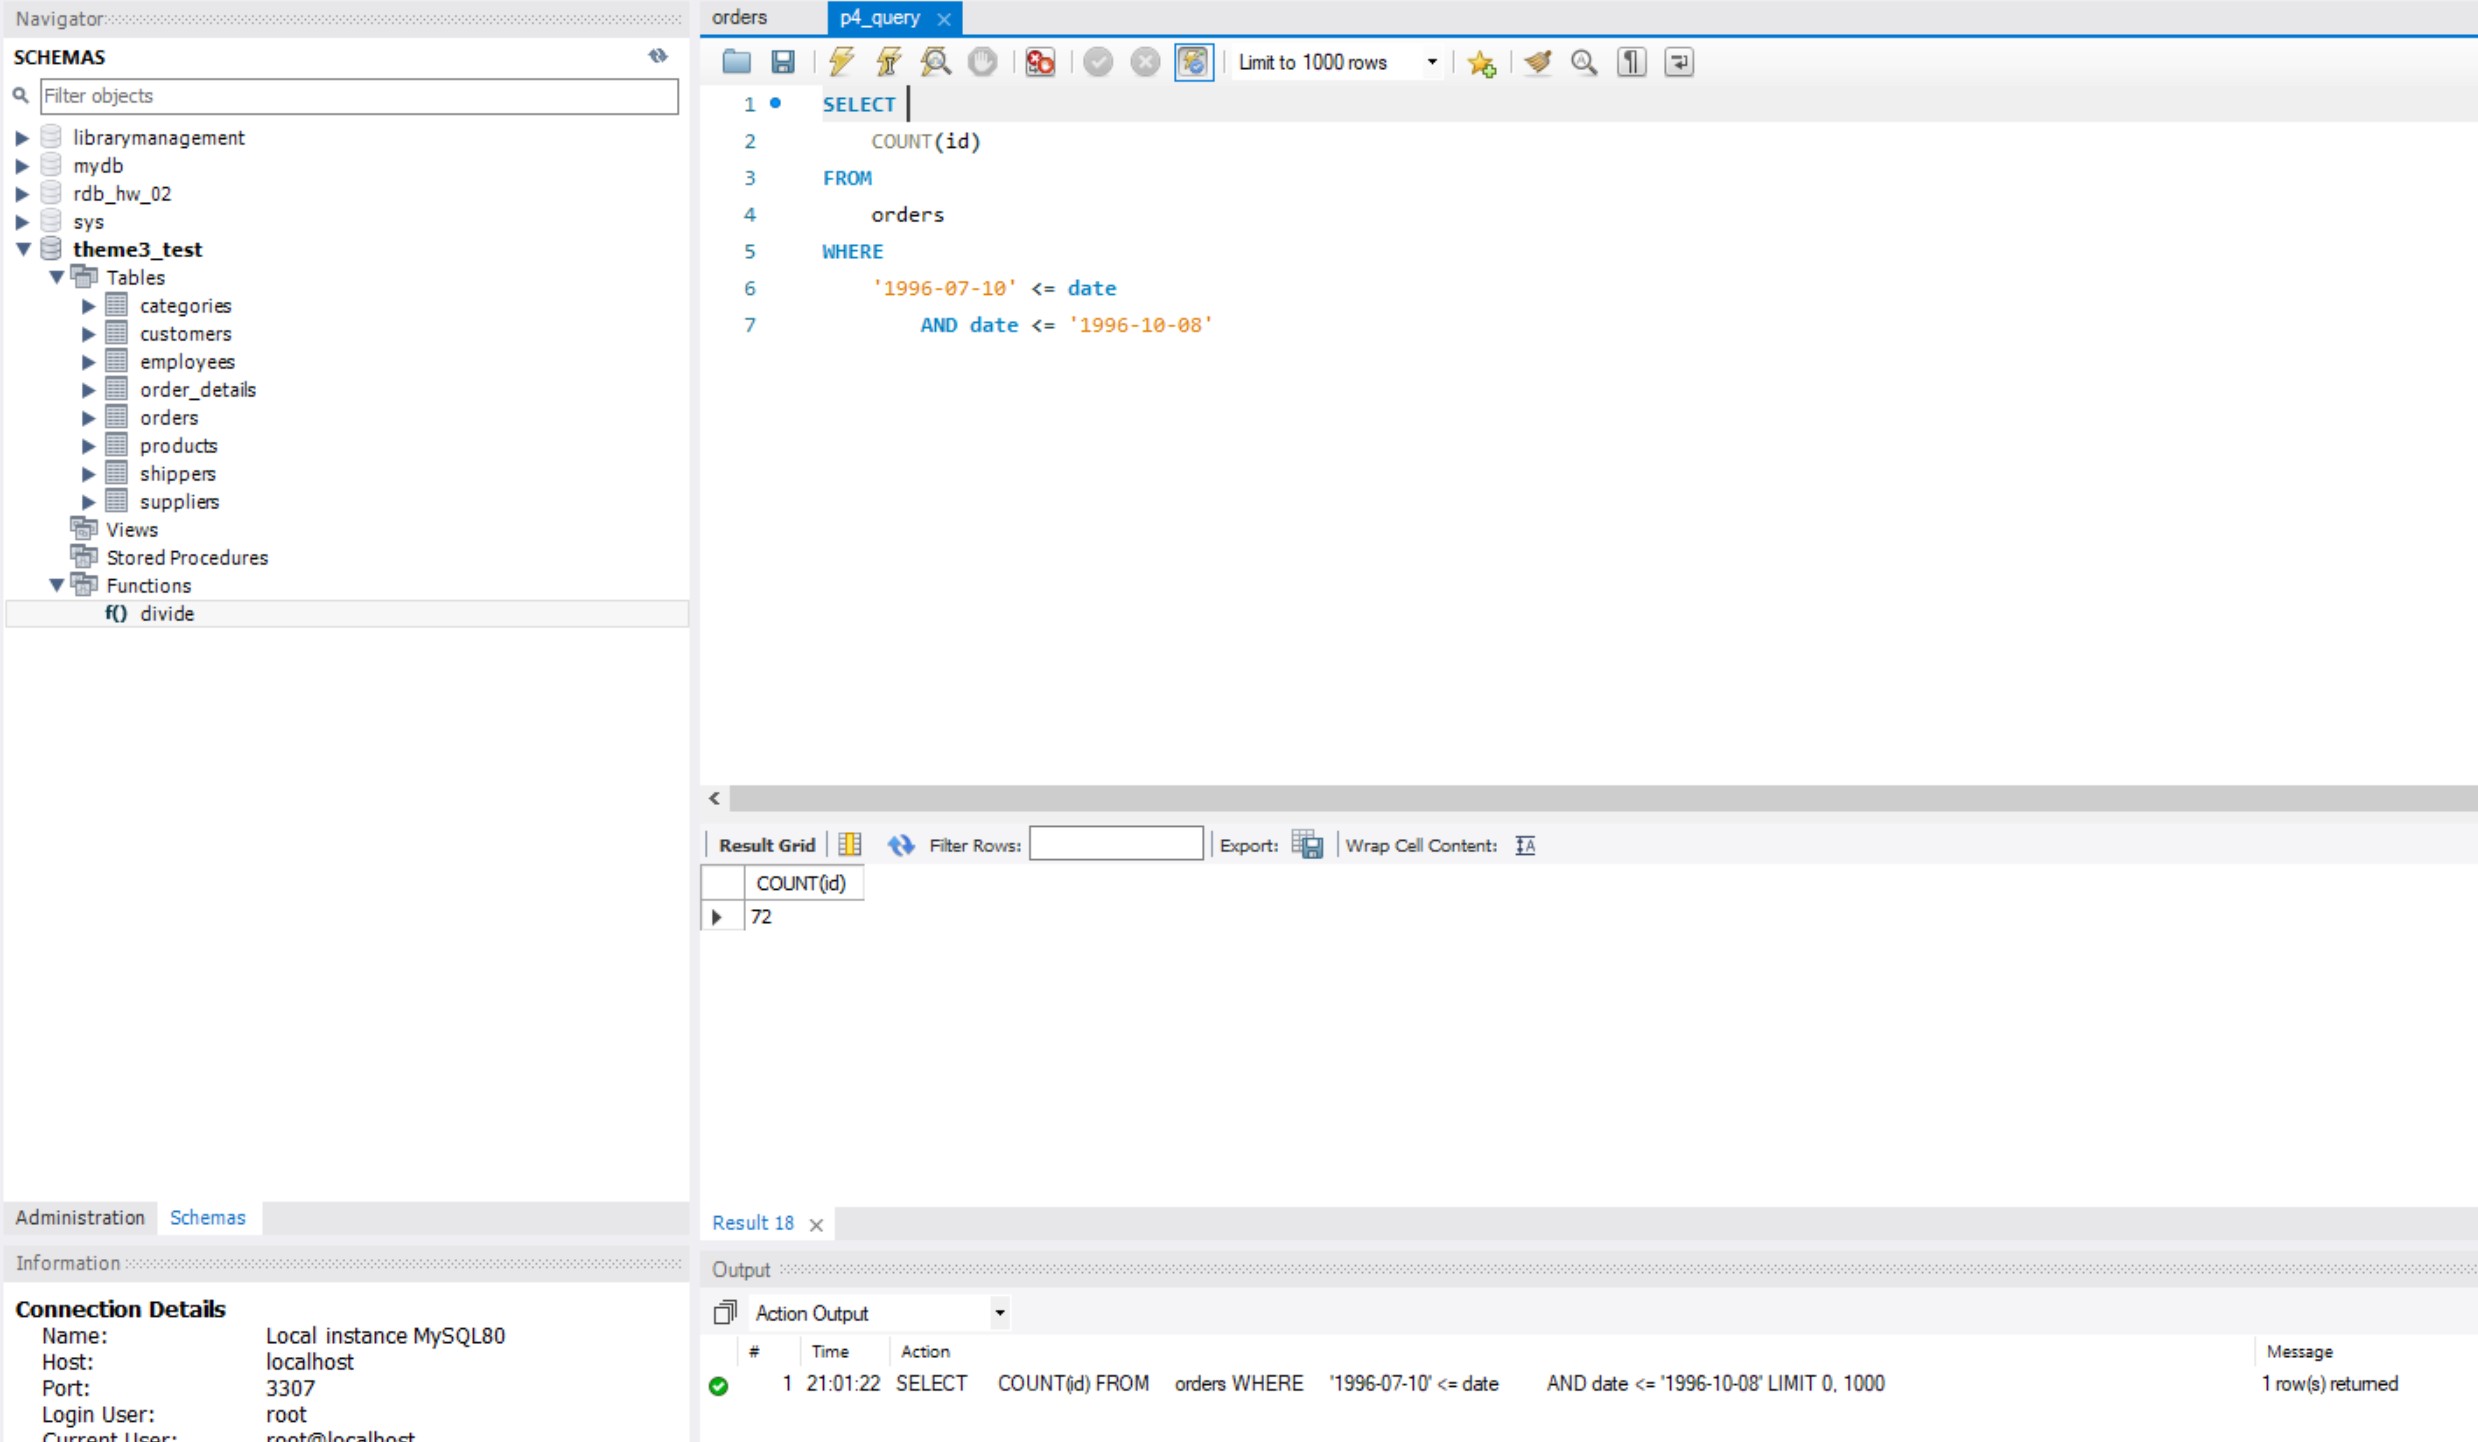 Navigator
SCHEMAS
Filter objects
librarymanagement
mydb
rdb_hw_02
sys
theme3_test
Tables
categories
customers
employees
order_details
orders
products
shippers
suppliers
Views
Stored Procedures
Functions
f() divide
Administration Schemas
Information
Connection Details
Name: Local instance MySQL80
Host: localhost
Port: 3307
Login User: root
Current User: root@localhost
orders p4_query
Limit to 1000 rows
1 SELECT
2 COUNT(id)
3 FROM
4 orders
5 WHERE
6 '1996-07-10' <= date
7 AND date <= '1996-10-08'
Result Grid Filter Rows: Export: Wrap Cell Content:
COUNT(id)
72
Result 18
Output
Action Output
# Time Action Message
1 21:01:22 SELECT COUNT(id) FROM orders WHERE '1996-07-10' <= date AND date <= '1996-10-08' LIMIT 0, 1000 1 row(s) returned